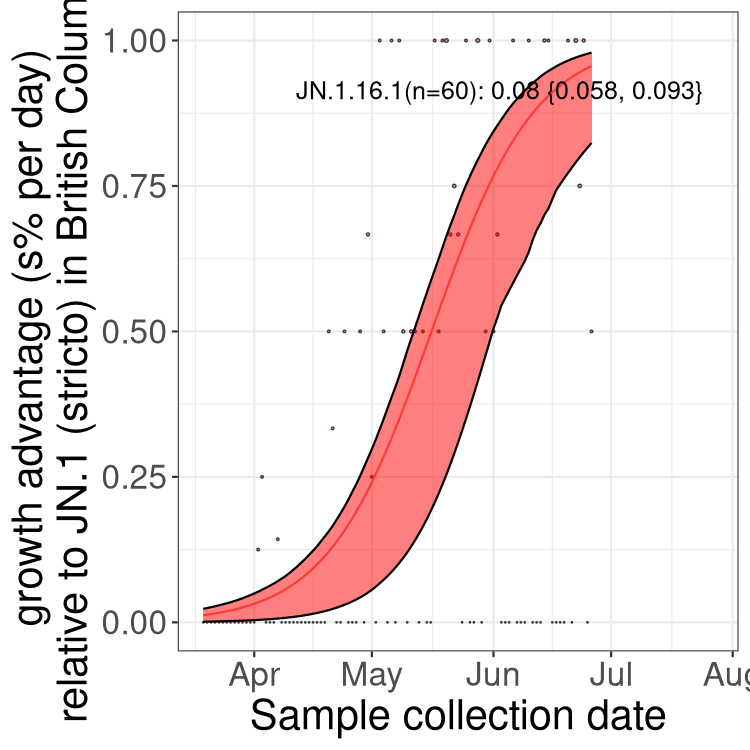 growth advantage (s% per day)
relative to JN.1 (stricto) in British Colum
1.00
0.75
0.50
0.25
0.00
JN.1.16.1(n=60): 0.08 {0.058, 0.093}
Apr May Jun Jul Aug
Sample collection date